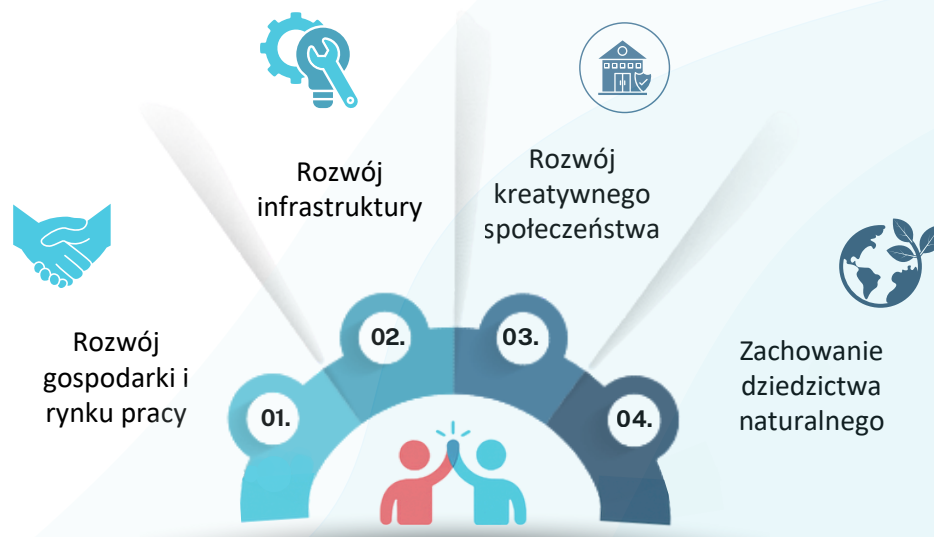 01.
Rozwój
gospodarki i
rynku pracy
02.
Rozwój
infrastruktury
03.
Rozwój
kreatywnego
społeczeństwa
04.
Zachowanie
dziedzictwa
naturalnego